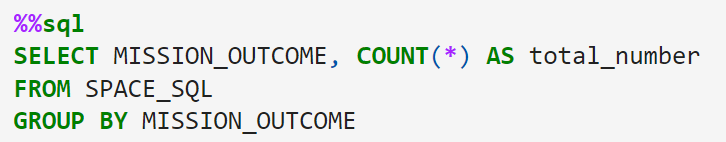 %%sql
SELECT MISSION_OUTCOME, COUNT(*) AS total_number
FROM SPACE_SQL
GROUP BY MISSION_OUTCOME